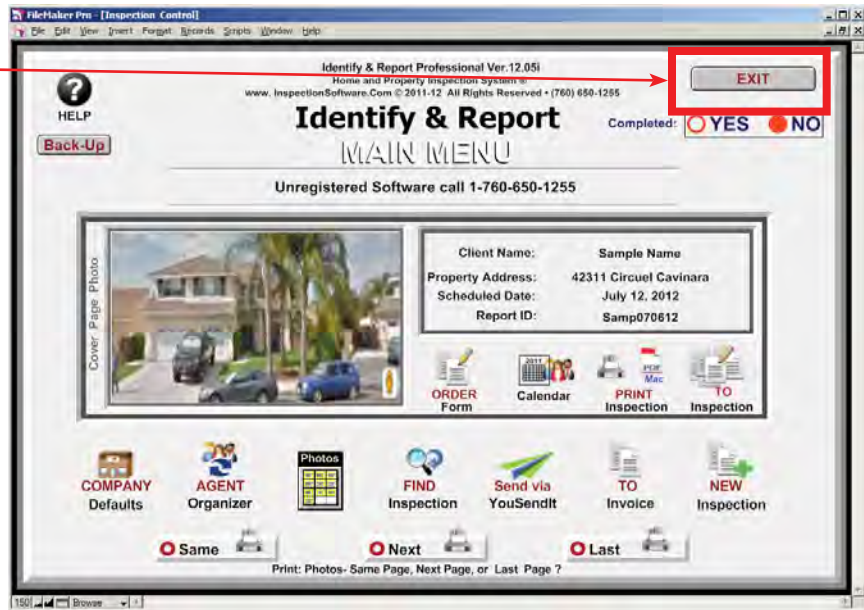 FileMaker Pro - [Inspection Control]
File Edit View Insert Format Records Scripts Window Help
Identify & Report Professional Ver.12.05i
Home and Property Inspection System ®
www. InspectionSoftware.Com © 2011-12 All Rights Reserved • (760) 650-1255
EXIT
HELP
Identify & Report
Completed: YES NO
Back-Up
MAIN MENU
Unregistered Software call 1-760-650-1255
Cover Page Photo
Client Name: Sample Name
Property Address: 42311 Circuel Cavinara
Scheduled Date: July 12, 2012
Report ID: Samp070612
2011
PDF
Mac
ORDER
Form
Calendar
PRINT
Inspection
TO
Inspection
Photos
COMPANY
Defaults
AGENT
Organizer
FIND
Inspection
Send via
YouSendIt
TO
Invoice
NEW
Inspection
Same
Next
Last
Print: Photos- Same Page, Next Page, or Last Page ?
150 Browse